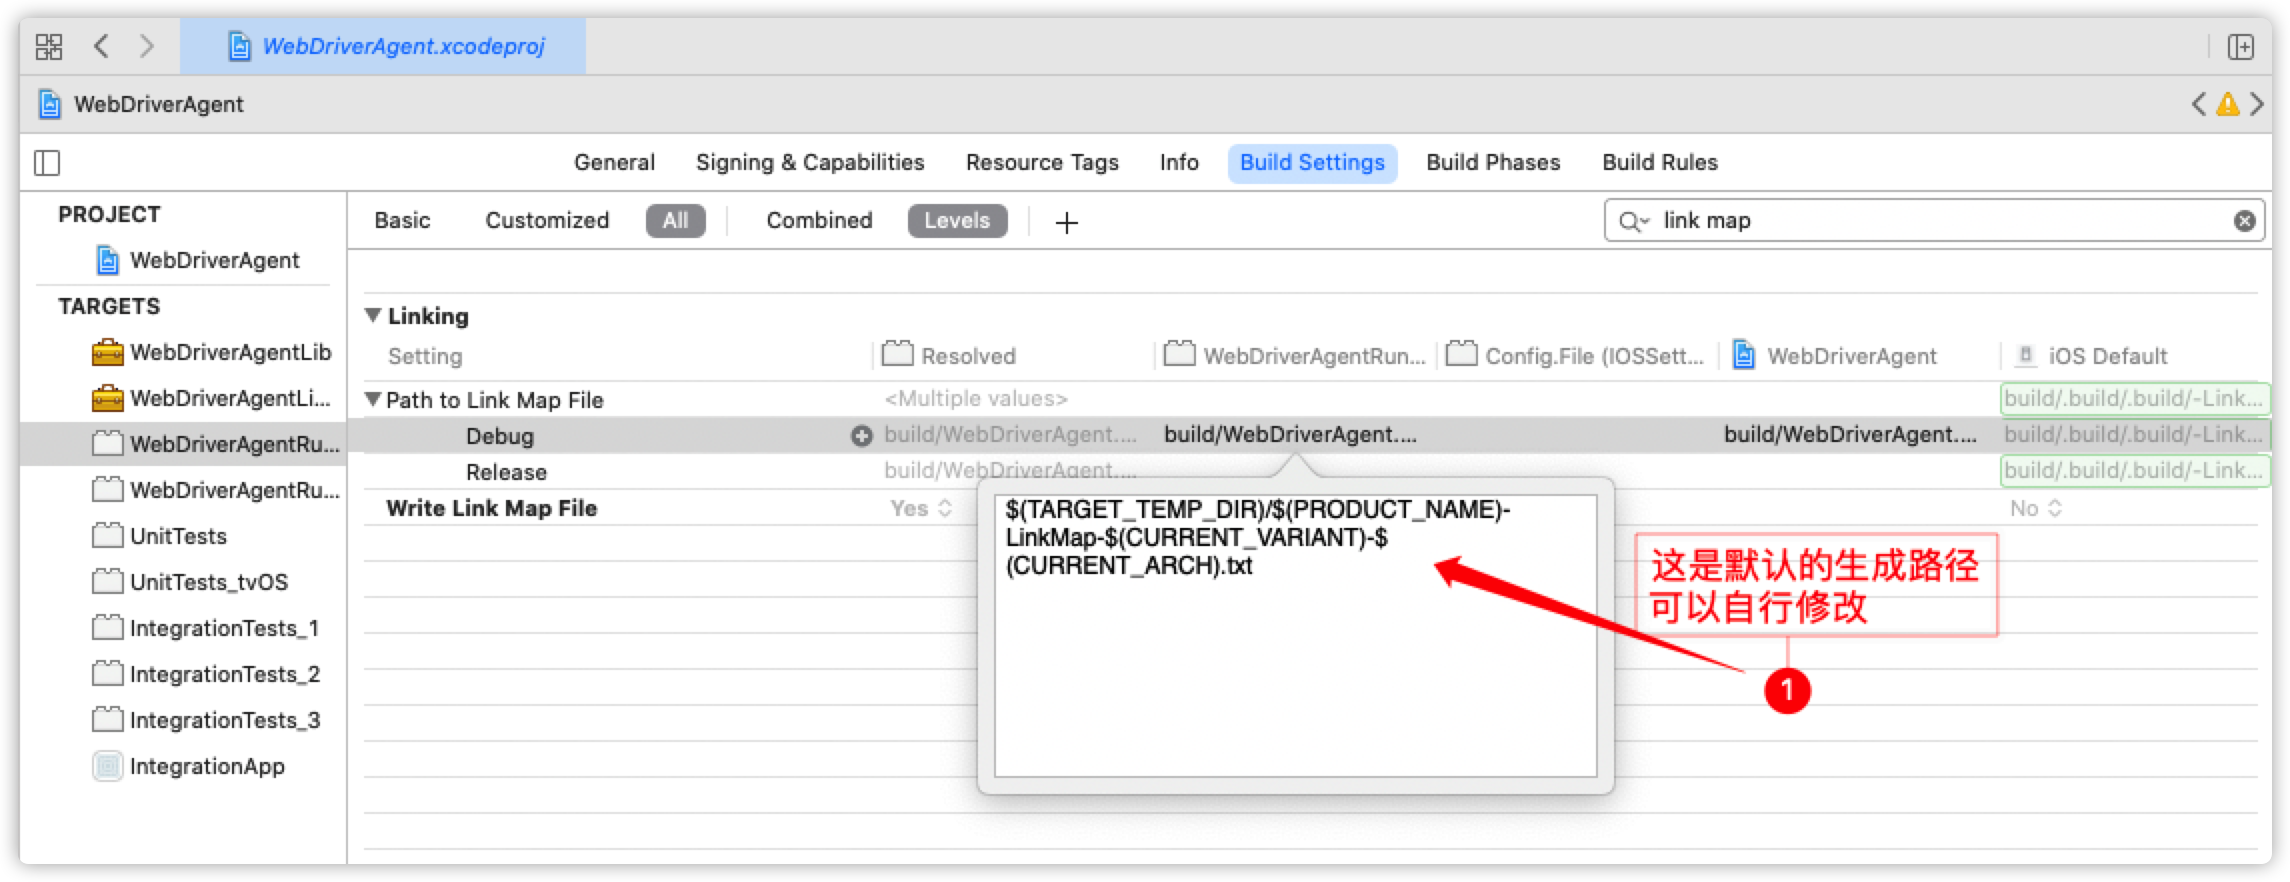 WebDriverAgent.xcodeproj
WebDriverAgent
General Signing & Capabilities Resource Tags Info Build Settings Build Phases Build Rules
PROJECT
WebDriverAgent
TARGETS
WebDriverAgentLib
WebDriverAgentLi...
WebDriverAgentRu...
WebDriverAgentRu...
UnitTests
UnitTests_tvOS
IntegrationTests_1
IntegrationTests_2
IntegrationTests_3
IntegrationApp
Basic Customized All Combined Levels + link map
Linking
Setting Resolved WebDriverAgentRun... Config.File (IOSSett... WebDriverAgent iOS Default
Path to Link Map File <Multiple values> build/.build/.build/-Link...
Debug build/WebDriverAgent.... build/WebDriverAgent.... build/WebDriverAgent.... build/.build/.build/-Link...
Release build/WebDriverAgent.... build/.build/.build/-Link...
Write Link Map File Yes No
$(TARGET_TEMP_DIR)/$(PRODUCT_NAME)-
LinkMap-$(CURRENT_VARIANT)-$
(CURRENT_ARCH).txt
这是默认的生成路径
可以自行修改
1